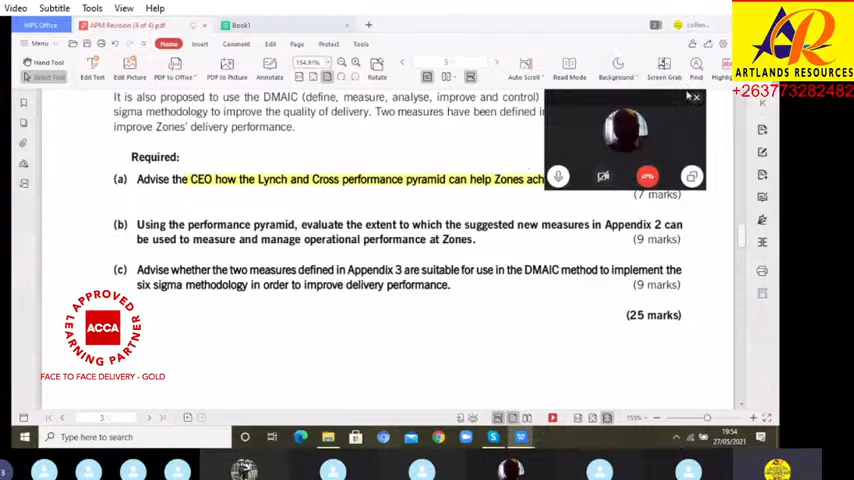 Video Subtitle Tools View Help
WPS Office APM Revision (4 of 4).pdf Book1 collen...
Menu Home Insert Comment Edit Page Protect Tools
Hand Tool 154.91% 5
Select Tool Edit Text Edit Picture PDF to Office PDF to Picture Annotate Rotate Auto Scroll Read Mode Background Screen Grab Find Highlig
ARTLANDS RESOURCES
+263773282482
It is also proposed to use the DMAIC (define, measure, analyse, improve and control)
sigma methodology to improve the quality of delivery. Two measures have been defined in
improve Zones' delivery performance.
Required:
(a) Advise the CEO how the Lynch and Cross performance pyramid can help Zones ach
(7 marks)
(b) Using the performance pyramid, evaluate the extent to which the suggested new measures in Appendix 2 can
be used to measure and manage operational performance at Zones. (9 marks)
(c) Advise whether the two measures defined in Appendix 3 are suitable for use in the DMAIC method to implement the
six sigma methodology in order to improve delivery performance. (9 marks)
(25 marks)
APPROVED
ACCA
LEARNING PARTNER
FACE TO FACE DELIVERY - GOLD
3 155%
Type here to search
19:54
27/05/2021
3